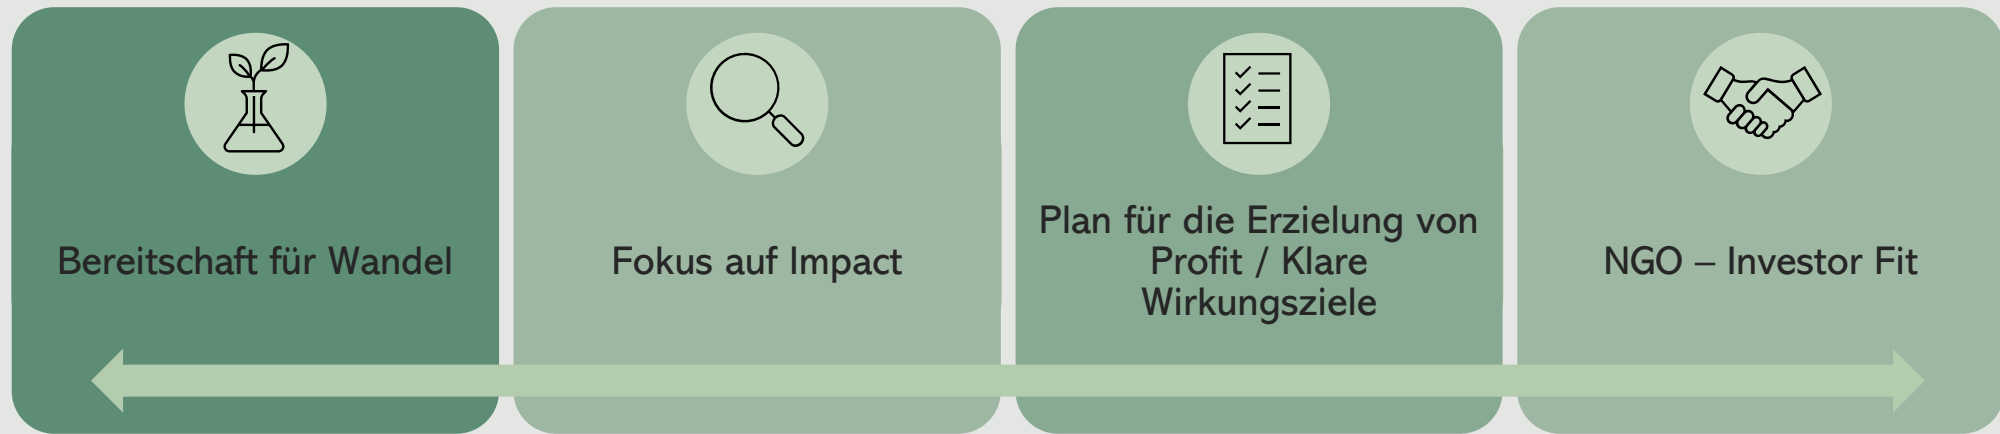 Bereitschaft für Wandel
Fokus auf Impact
Plan für die Erzielung von
Profit / Klare
Wirkungsziele
NGO – Investor Fit